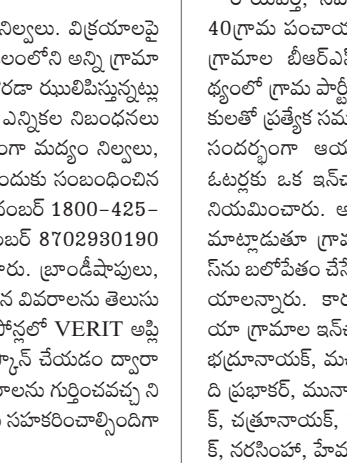 నిల్వలు. విక్రయాలపై
లంలోని అన్ని గ్రామా
రడా ఝులిపిస్తున్నట్లు
ఎన్నికల నిబంధనలు
ంగా మద్యం నిల్వలు,
ందుకు సంబంధించిన
నంబర్ 1800-425-
బర్ 8702930190
రు. బ్రాండీషాపులు,
న వివరాలను తెలుసు
ఫోన్లలో VERIT అప్లి
స్కాన్ చేయడం ద్వారా
రాలను గుర్తించవచ్చ ని
సహకరించాల్సిందిగా
40గ్రామ పంచాయ
గ్రామాల బీఆర్ఎస్
థ్యంలో గ్రామ పార్టీ
కులతో ప్రత్యేక సమ
సందర్భంగా ఆయ
ఓటర్లకు ఒక ఇన్‌చ
నియమించారు. ఆ
మాట్లాడుతూ గ్రామ
స్‌ను బలోపేతం చేసే
యాలన్నారు. కార
యా గ్రామాల ఇన్‌చ
భద్రూనాయక్, మచ
ది ప్రభాకర్, మునా
క్, చత్రూనాయక్,
క్, నరసింహా, హేమ